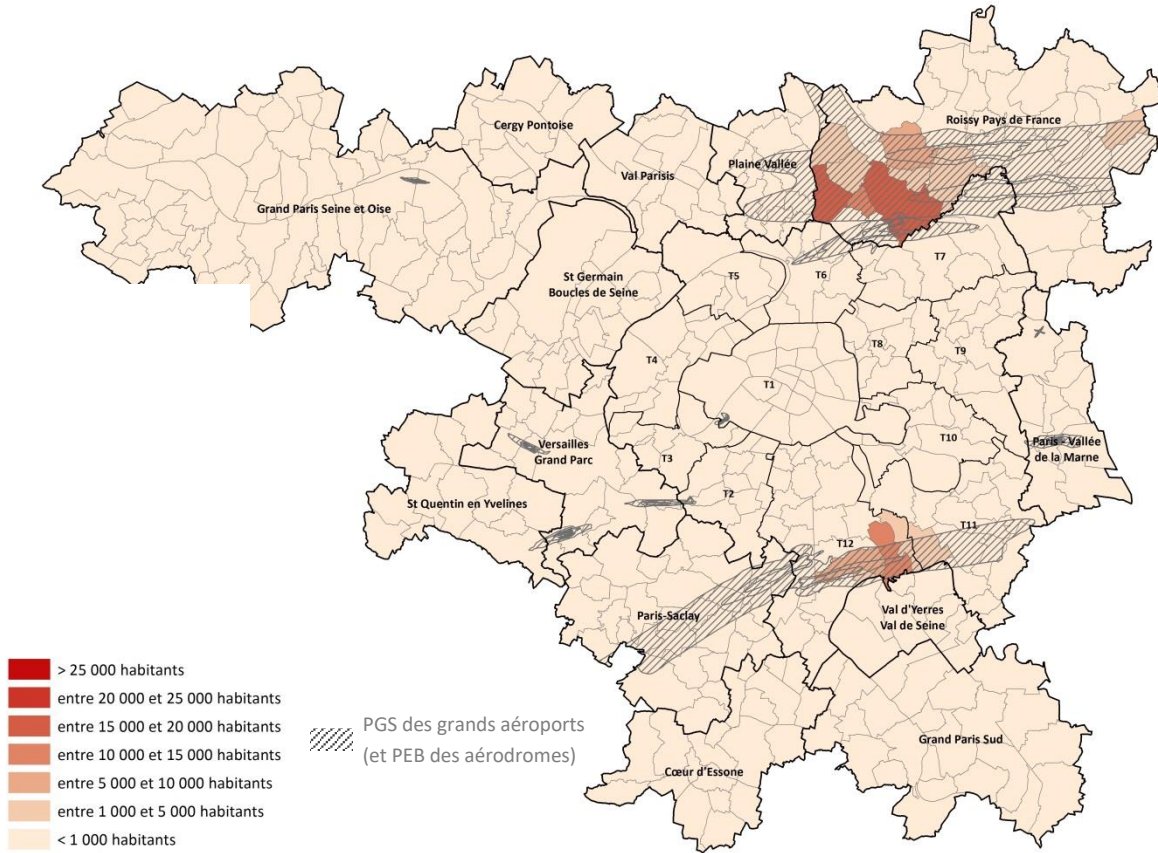 Roissy Pays de France
Cergy Pontoise
Plaine Vallée
Val Parisis
Grand Paris Seine et Oise
T7
T5
T6
St Germain
Boucles de Seine
T8
T9
T4
T1
T10
Versailles
Grand Parc
Paris - Vallée
de la Marne
T3
T2
St Quentin en Yvelines
T11
T12
Val d'Yerres
Val de Seine
Paris-Saclay
Grand Paris Sud
Cœur d'Essone
> 25 000 habitants
entre 20 000 et 25 000 habitants
entre 15 000 et 20 000 habitants
entre 10 000 et 15 000 habitants
entre 5 000 et 10 000 habitants
entre 1 000 et 5 000 habitants
< 1 000 habitants
PGS des grands aéroports
(et PEB des aérodromes)